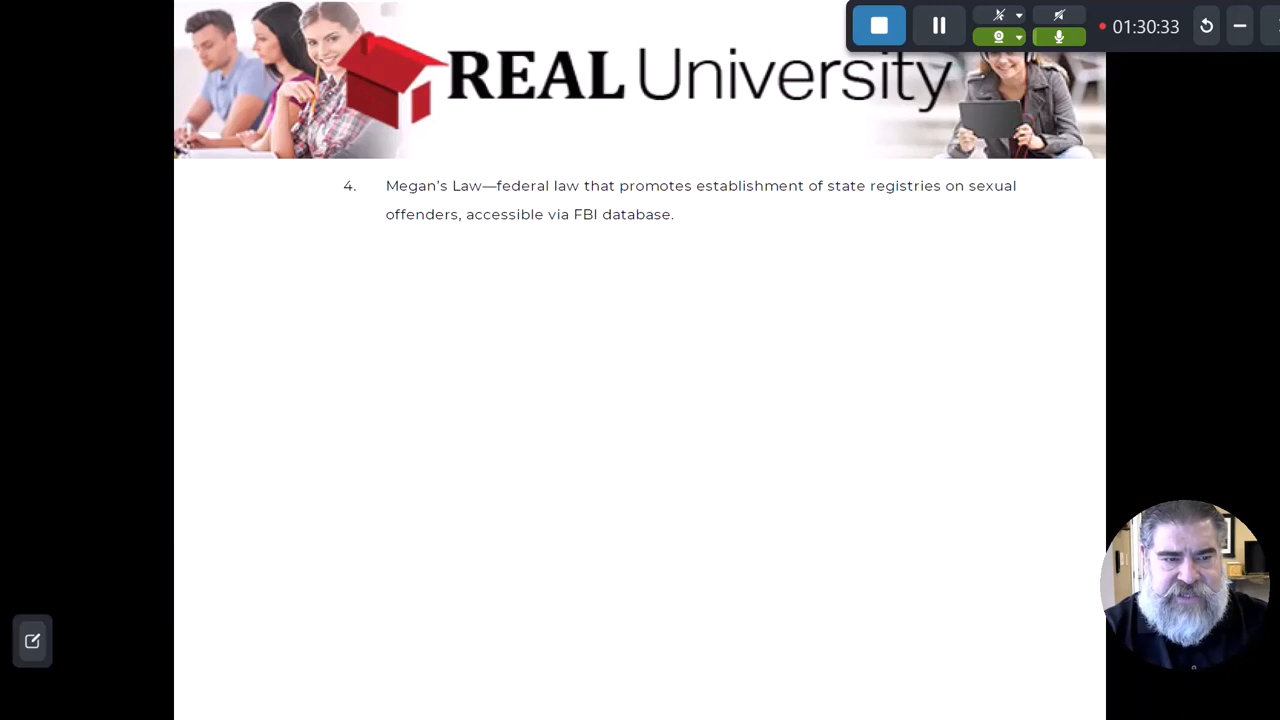 REAL University
01:30:33
4. Megan’s Law—federal law that promotes establishment of state registries on sexual
offenders, accessible via FBI database.